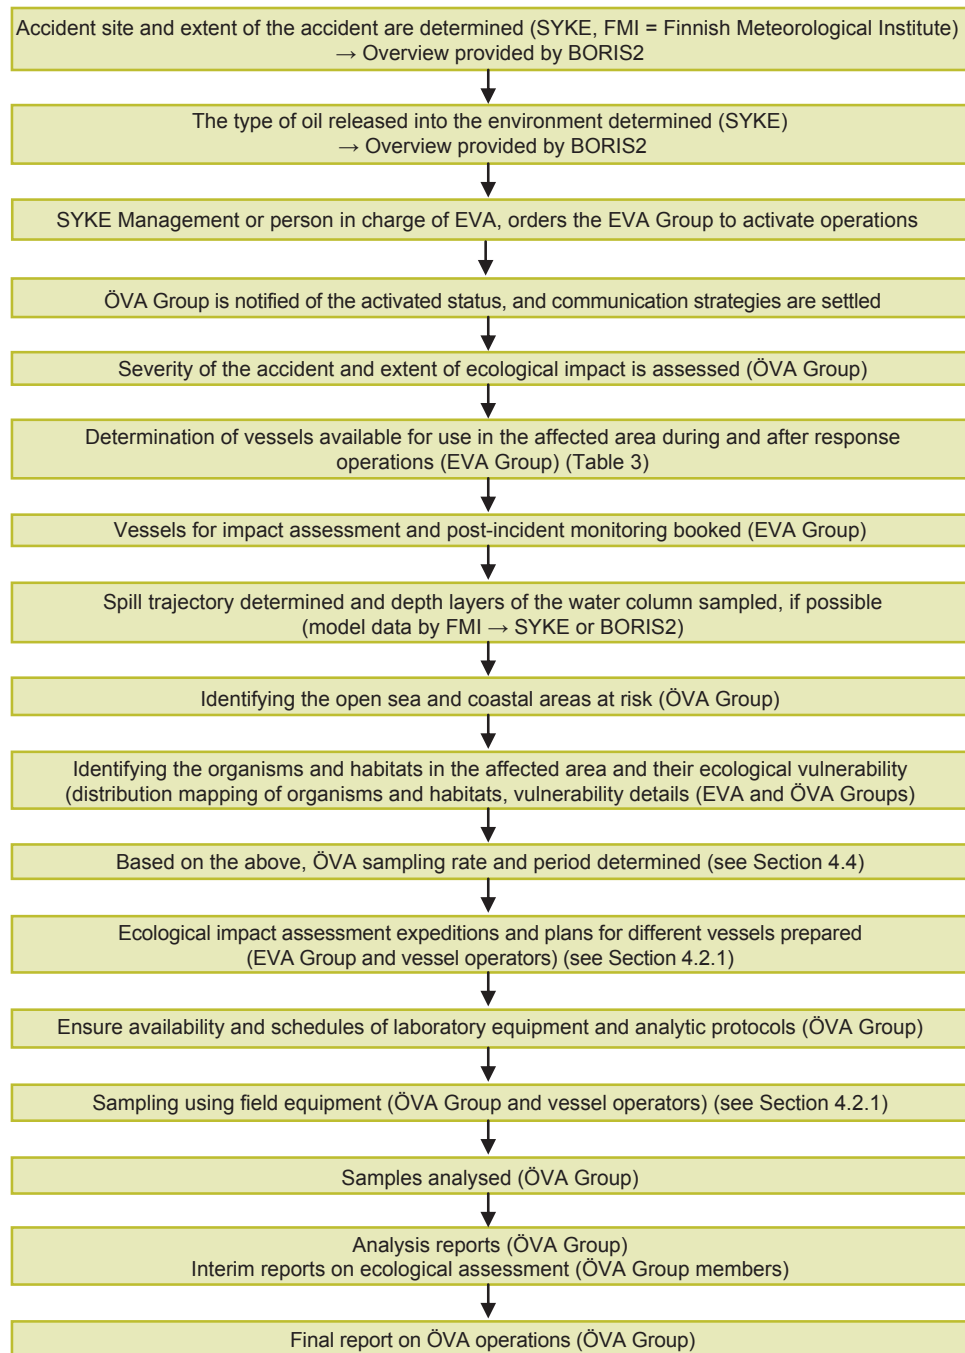 Accident site and extent of the accident are determined (SYKE, FMI = Finnish Meteorological Institute)
→ Overview provided by BORIS2
The type of oil released into the environment determined (SYKE)
→ Overview provided by BORIS2
SYKE Management or person in charge of EVA, orders the EVA Group to activate operations
ÖVA Group is notified of the activated status, and communication strategies are settled
Severity of the accident and extent of ecological impact is assessed (ÖVA Group)
Determination of vessels available for use in the affected area during and after response
operations (EVA Group) (Table 3)
Vessels for impact assessment and post-incident monitoring booked (EVA Group)
Spill trajectory determined and depth layers of the water column sampled, if possible
(model data by FMI → SYKE or BORIS2)
Identifying the open sea and coastal areas at risk (ÖVA Group)
Identifying the organisms and habitats in the affected area and their ecological vulnerability
(distribution mapping of organisms and habitats, vulnerability details (EVA and ÖVA Groups)
Based on the above, ÖVA sampling rate and period determined (see Section 4.4)
Ecological impact assessment expeditions and plans for different vessels prepared
(EVA Group and vessel operators) (see Section 4.2.1)
Ensure availability and schedules of laboratory equipment and analytic protocols (ÖVA Group)
Sampling using field equipment (ÖVA Group and vessel operators) (see Section 4.2.1)
Samples analysed (ÖVA Group)
Analysis reports (ÖVA Group)
Interim reports on ecological assessment (ÖVA Group members)
Final report on ÖVA operations (ÖVA Group)